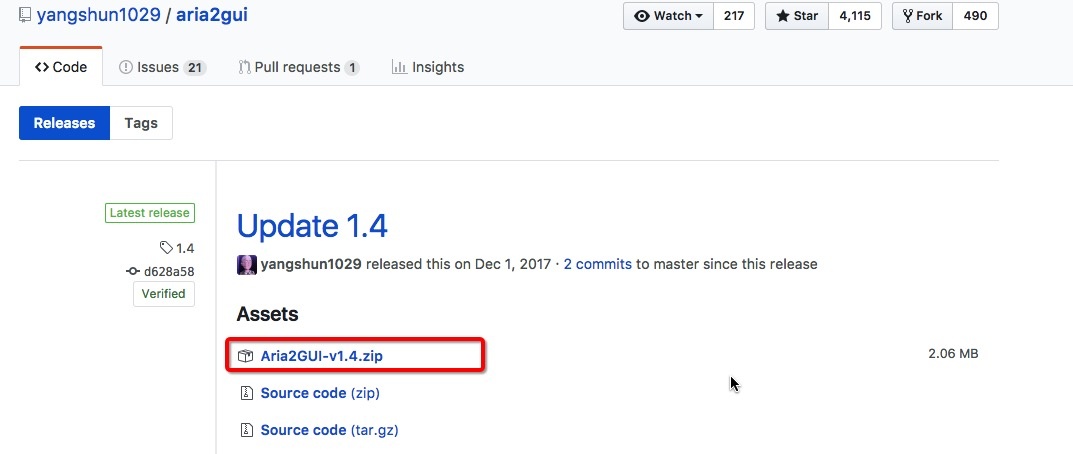 yangshun1029 / aria2gui Watch 217 Star 4,115 Fork 490
Code Issues 21 Pull requests 1 Insights
Releases Tags
Latest release
Update 1.4
1.4
yangshun1029 released this on Dec 1, 2017 · 2 commits to master since this release
d628a58
Verified
Assets
Aria2GUI-v1.4.zip 2.06 MB
Source code (zip)
Source code (tar.gz)